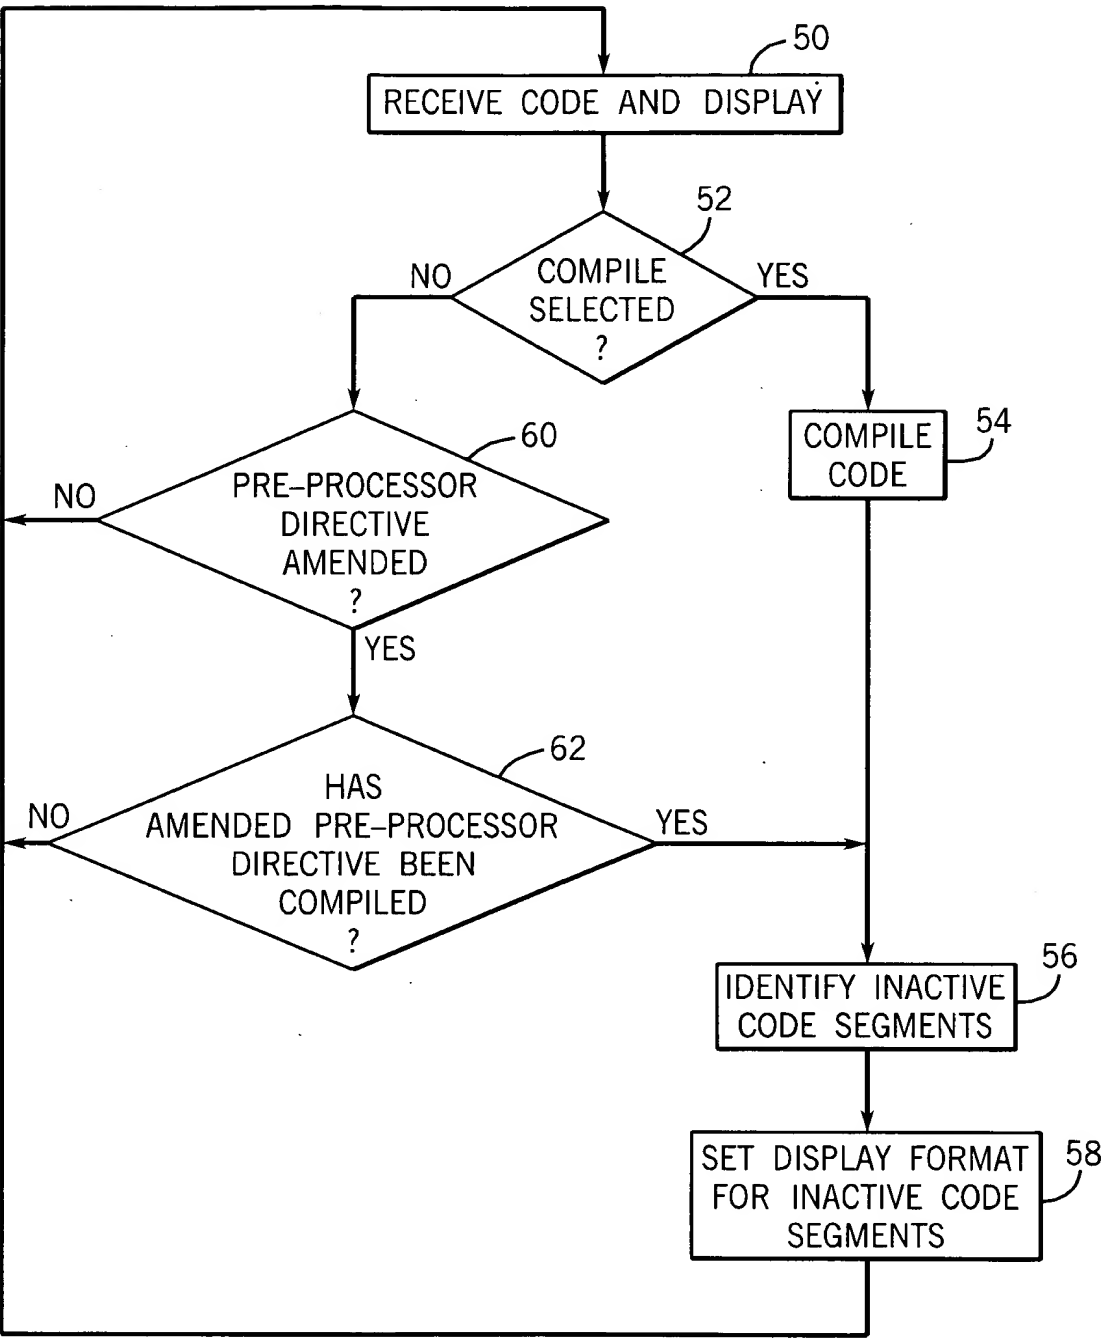 50
RECEIVE CODE AND DISPLAY
52
COMPILE
SELECTED
?
NO
YES
54
COMPILE
CODE
60
PRE-PROCESSOR
DIRECTIVE
AMENDED
?
NO
YES
62
HAS
AMENDED PRE-PROCESSOR
DIRECTIVE BEEN
COMPILED
?
NO
YES
56
IDENTIFY INACTIVE
CODE SEGMENTS
58
SET DISPLAY FORMAT
FOR INACTIVE CODE
SEGMENTS